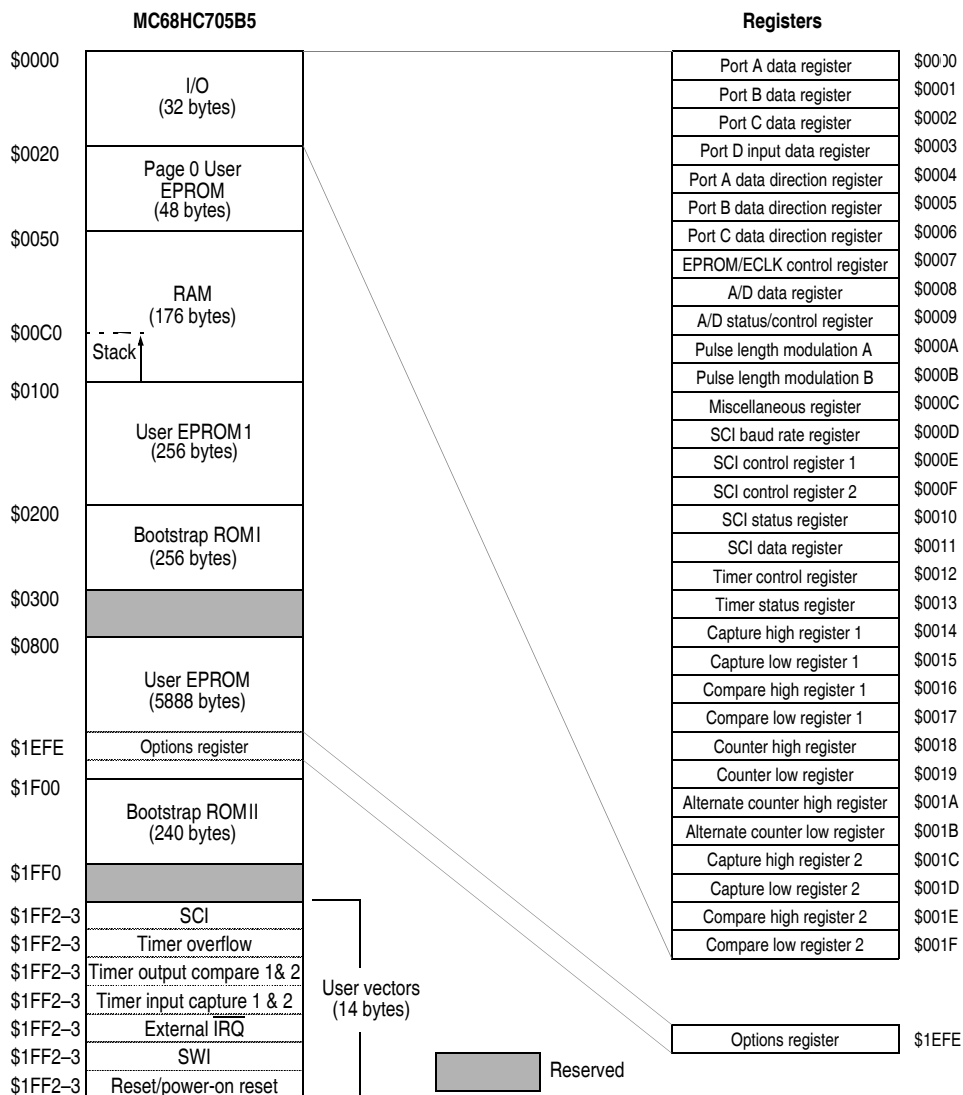 MC68HC705B5
$0000
I/O
(32 bytes)
$0020
Page 0 User
EPROM
(48 bytes)
$0050
RAM
(176 bytes)
$00C0
Stack
$0100
User EPROM1
(256 bytes)
$0200
Bootstrap ROMI
(256 bytes)
$0300
$0800
User EPROM
(5888 bytes)
$1EFE
Options register
$1F00
Bootstrap ROMII
(240 bytes)
$1FF0
$1FF2–3 SCI
$1FF2–3 Timer overflow
$1FF2–3 Timer output compare 1& 2
$1FF2–3 Timer input capture 1 & 2
$1FF2–3 External IRQ
$1FF2–3 SWI
$1FF2–3 Reset/power-on reset
User vectors
(14 bytes)
Reserved
Registers
Port A data register $0000
Port B data register $0001
Port C data register $0002
Port D input data register $0003
Port A data direction register $0004
Port B data direction register $0005
Port C data direction register $0006
EPROM/ECLK control register $0007
A/D data register $0008
A/D status/control register $0009
Pulse length modulation A $000A
Pulse length modulation B $000B
Miscellaneous register $000C
SCI baud rate register $000D
SCI control register 1 $000E
SCI control register 2 $000F
SCI status register $0010
SCI data register $0011
Timer control register $0012
Timer status register $0013
Capture high register 1 $0014
Capture low register 1 $0015
Compare high register 1 $0016
Compare low register 1 $0017
Counter high register $0018
Counter low register $0019
Alternate counter high register $001A
Alternate counter low register $001B
Capture high register 2 $001C
Capture low register 2 $001D
Compare high register 2 $001E
Compare low register 2 $001F
Options register $1EFE